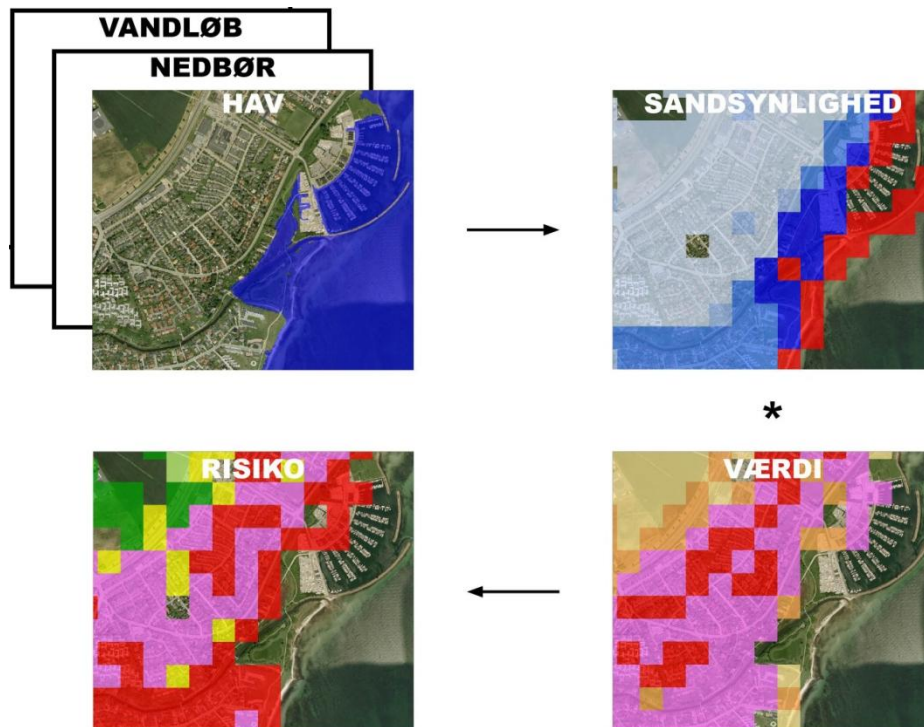 VANDLØB
NEDBØR
HAV
SANDSYNLIGHED
*
RISIKO
VÆRDI